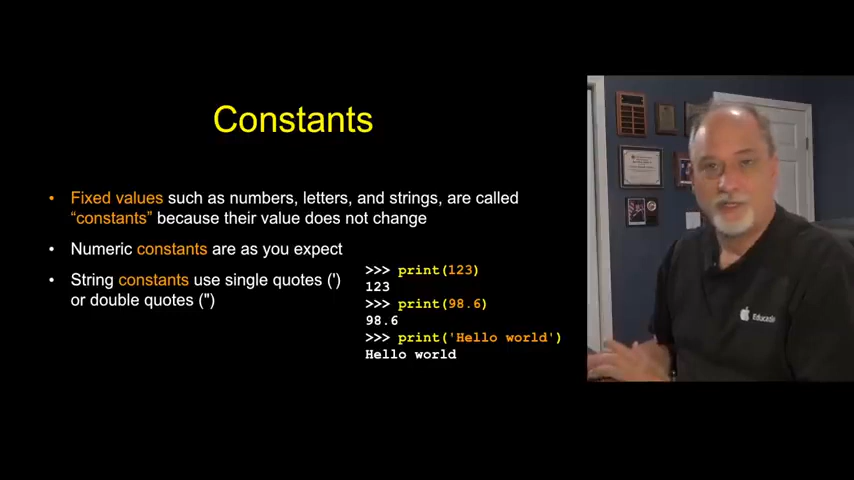 Constants
• Fixed values such as numbers, letters, and strings, are called
“constants” because their value does not change
• Numeric constants are as you expect
• String constants use single quotes (')
or double quotes (")
>>> print(123)
123
>>> print(98.6)
98.6
>>> print('Hello world')
Hello world